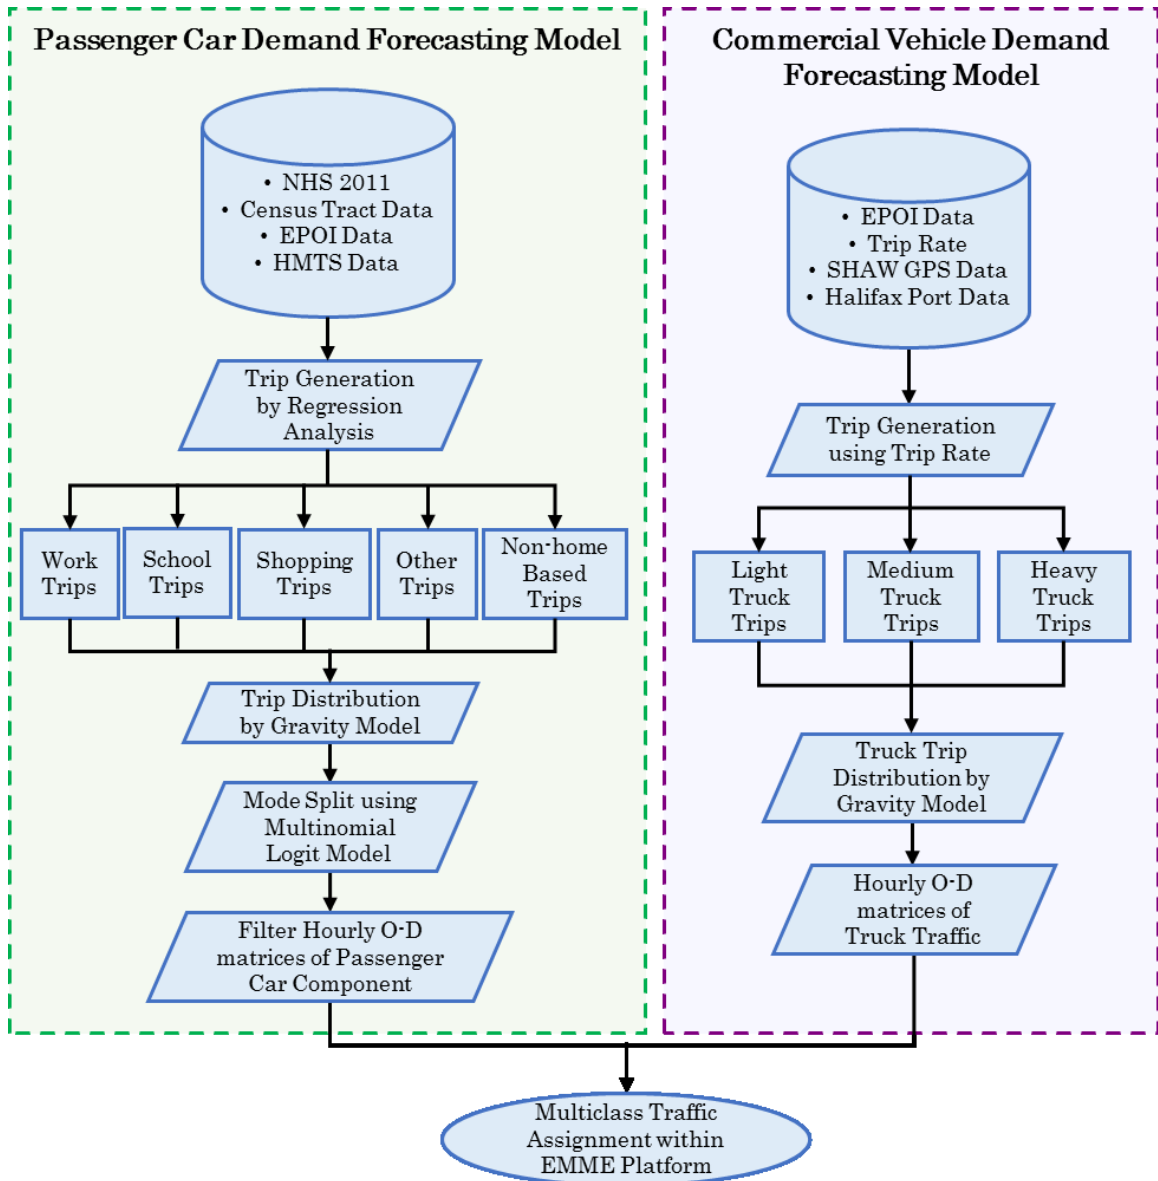 Passenger Car Demand Forecasting Model
• NHS 2011
• Census Tract Data
• EPOI Data
• HMTS Data
Trip Generation
by Regression
Analysis
Work
Trips
School
Trips
Shopping
Trips
Other
Trips
Non-home
Based
Trips
Trip Distribution
by Gravity Model
Mode Split using
Multinomial
Logit Model
Filter Hourly O-D
matrices of Passenger
Car Component
Commercial Vehicle Demand
Forecasting Model
• EPOI Data
• Trip Rate
• SHAW GPS Data
• Halifax Port Data
Trip Generation
using Trip Rate
Light
Truck
Trips
Medium
Truck
Trips
Heavy
Truck
Trips
Truck Trip
Distribution by
Gravity Model
Hourly O-D
matrices of
Truck Traffic
Multiclass Traffic
Assignment within
EMME Platform